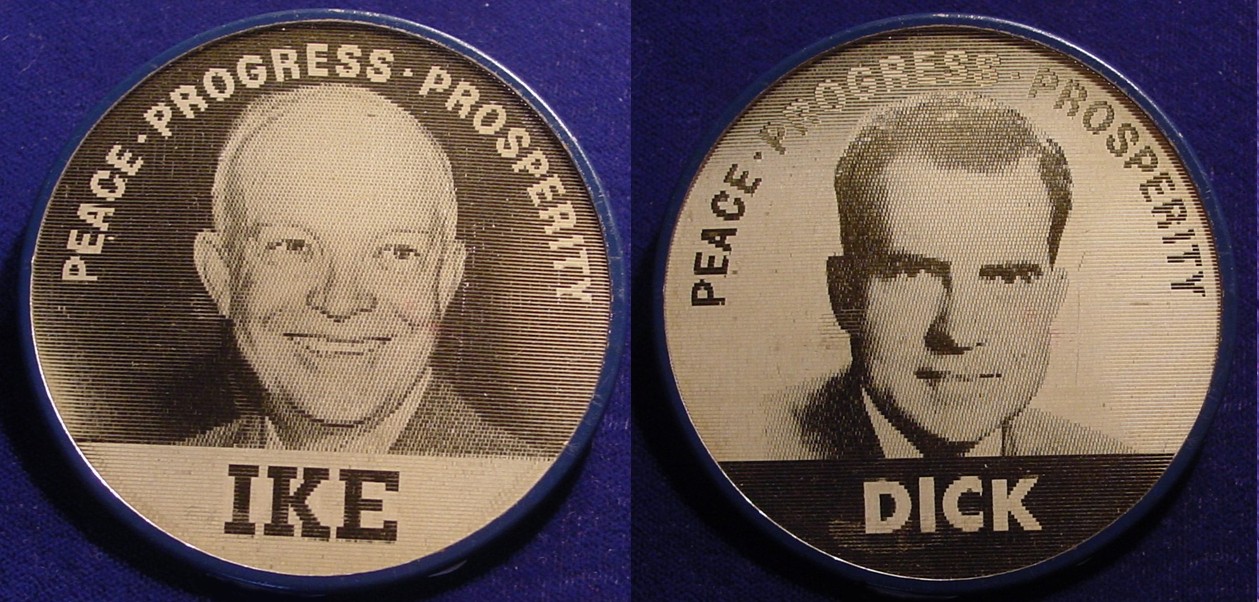 PEACE · PROGRESS · PROSPERITY
IKE
PEACE · PROGRESS · PROSPERITY
DICK